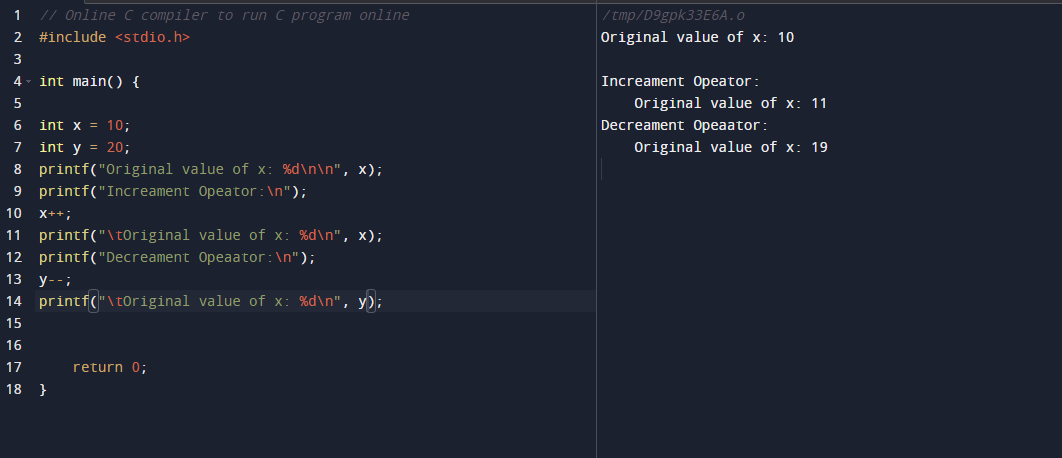 1 // Online C compiler to run C program online
2 #include <stdio.h>
3
4 int main() {
5
6 int x = 10;
7 int y = 20;
8 printf("Original value of x: %d\n\n", x);
9 printf("Increament Opeator:\n");
10 x++;
11 printf("\tOriginal value of x: %d\n", x);
12 printf("Decreament Opeaator:\n");
13 y--;
14 printf("\tOriginal value of x: %d\n", y);
15
16
17 return 0;
18 }
/tmp/D9gpk33E6A.o
Original value of x: 10
Increament Opeator:
Original value of x: 11
Decreament Opeaator:
Original value of x: 19